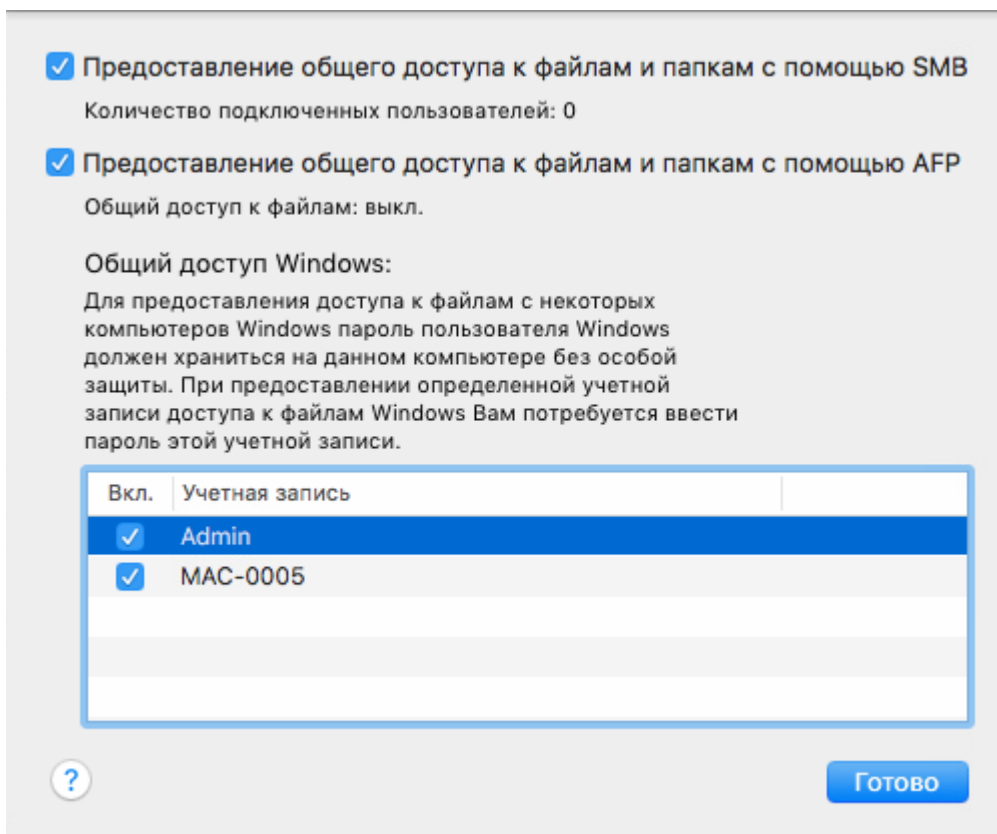 Предоставление общего доступа к файлам и папкам с помощью SMB
Количество подключенных пользователей: 0
Предоставление общего доступа к файлам и папкам с помощью AFP
Общий доступ к файлам: выкл.
Общий доступ Windows:
Для предоставления доступа к файлам с некоторых
компьютеров Windows пароль пользователя Windows
должен храниться на данном компьютере без особой
защиты. При предоставлении определенной учетной
записи доступа к файлам Windows Вам потребуется ввести
пароль этой учетной записи.
Вкл. Учетная запись
Admin
MAC-0005
? Готово